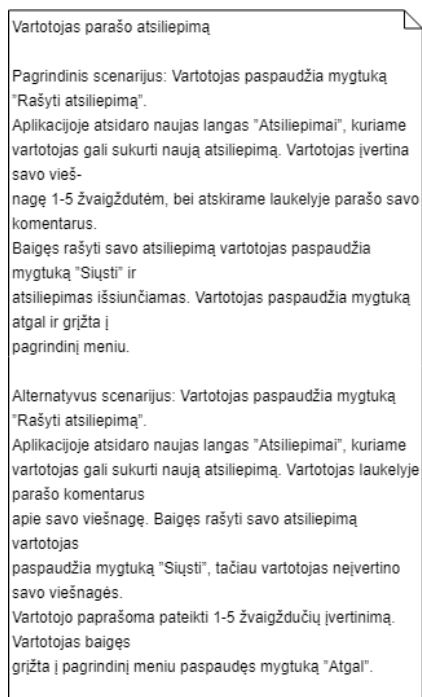 Vartotojas parašo atsiliepimą
Pagrindinis scenarijus: Vartotojas paspaudžia mygtuką
"Rašyti atsiliepimą".
Aplikacijoje atsidaro naujas langas "Atsiliepimai", kuriame
vartotojas gali sukurti naują atsiliepimą. Vartotojas įvertina
savo vieš-
nagę 1-5 žvaigždutėm, bei atskirame laukelyje parašo savo
komentarus.
Baigęs rašyti savo atsiliepimą vartotojas paspaudžia
mygtuką "Siųsti" ir
atsiliepimas išsiunčiamas. Vartotojas paspaudžia mygtuką
atgal ir grįžta į
pagrindinį meniu.
Alternatyvus scenarijus: Vartotojas paspaudžia mygtuką
"Rašyti atsiliepimą".
Aplikacijoje atsidaro naujas langas "Atsiliepimai", kuriame
vartotojas gali sukurti naują atsiliepimą. Vartotojas laukelyje
parašo komentarus
apie savo viešnagę. Baigęs rašyti savo atsiliepimą
vartotojas
paspaudžia mygtuką "Siųsti", tačiau vartotojas neįvertino
savo viešnagės.
Vartotojo paprašoma pateikti 1-5 žvaigždučių įvertinimą.
Vartotojas baigęs
grįžta į pagrindinį meniu paspaudęs mygtuką "Atgal".